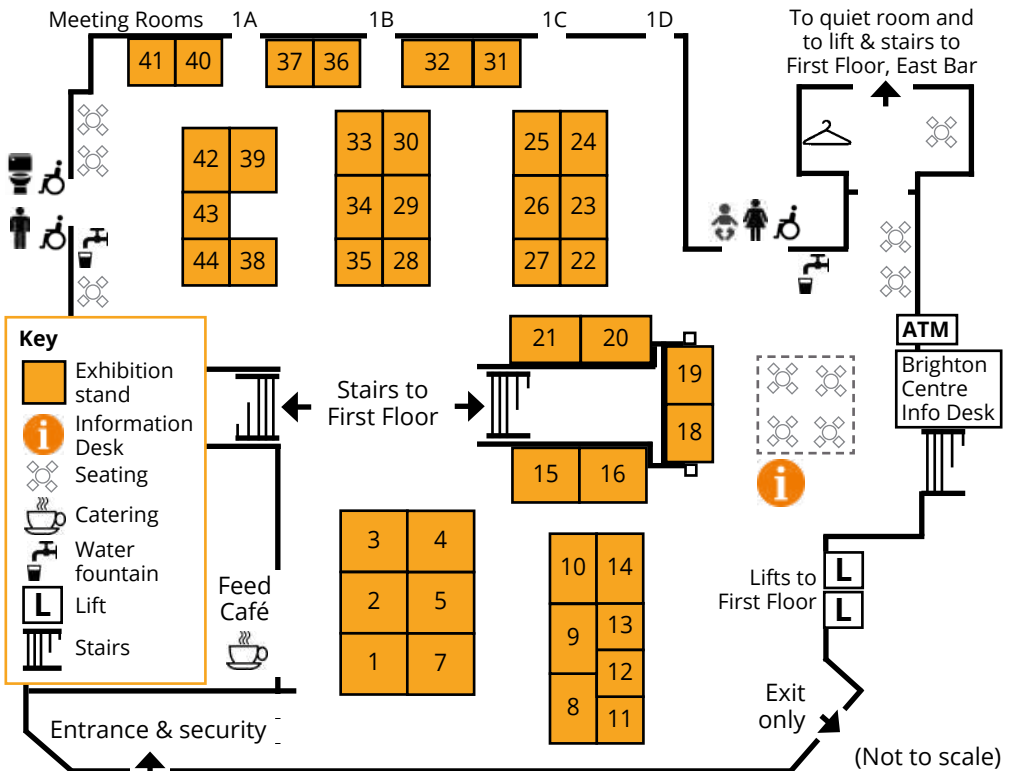 Meeting Rooms 1A 1B 1C 1D
To quiet room and
to lift & stairs to
First Floor, East Bar
41 40 37 36 32 31
33 30 25 24
42 39
34 29 26 23
43
44 38 35 28 27 22
21 20
19
18
15 16
Stairs to
First Floor
ATM
Brighton
Centre
Info Desk
i
Key
Exhibition
stand
i
Information
Desk
Seating
Catering
Water
fountain
L
Lift
Stairs
3 4
2 5
1 7
10 14
9 13
12
8 11
Feed
Café
Lifts to
First Floor
L
L
Exit
only
Entrance & security
(Not to scale)